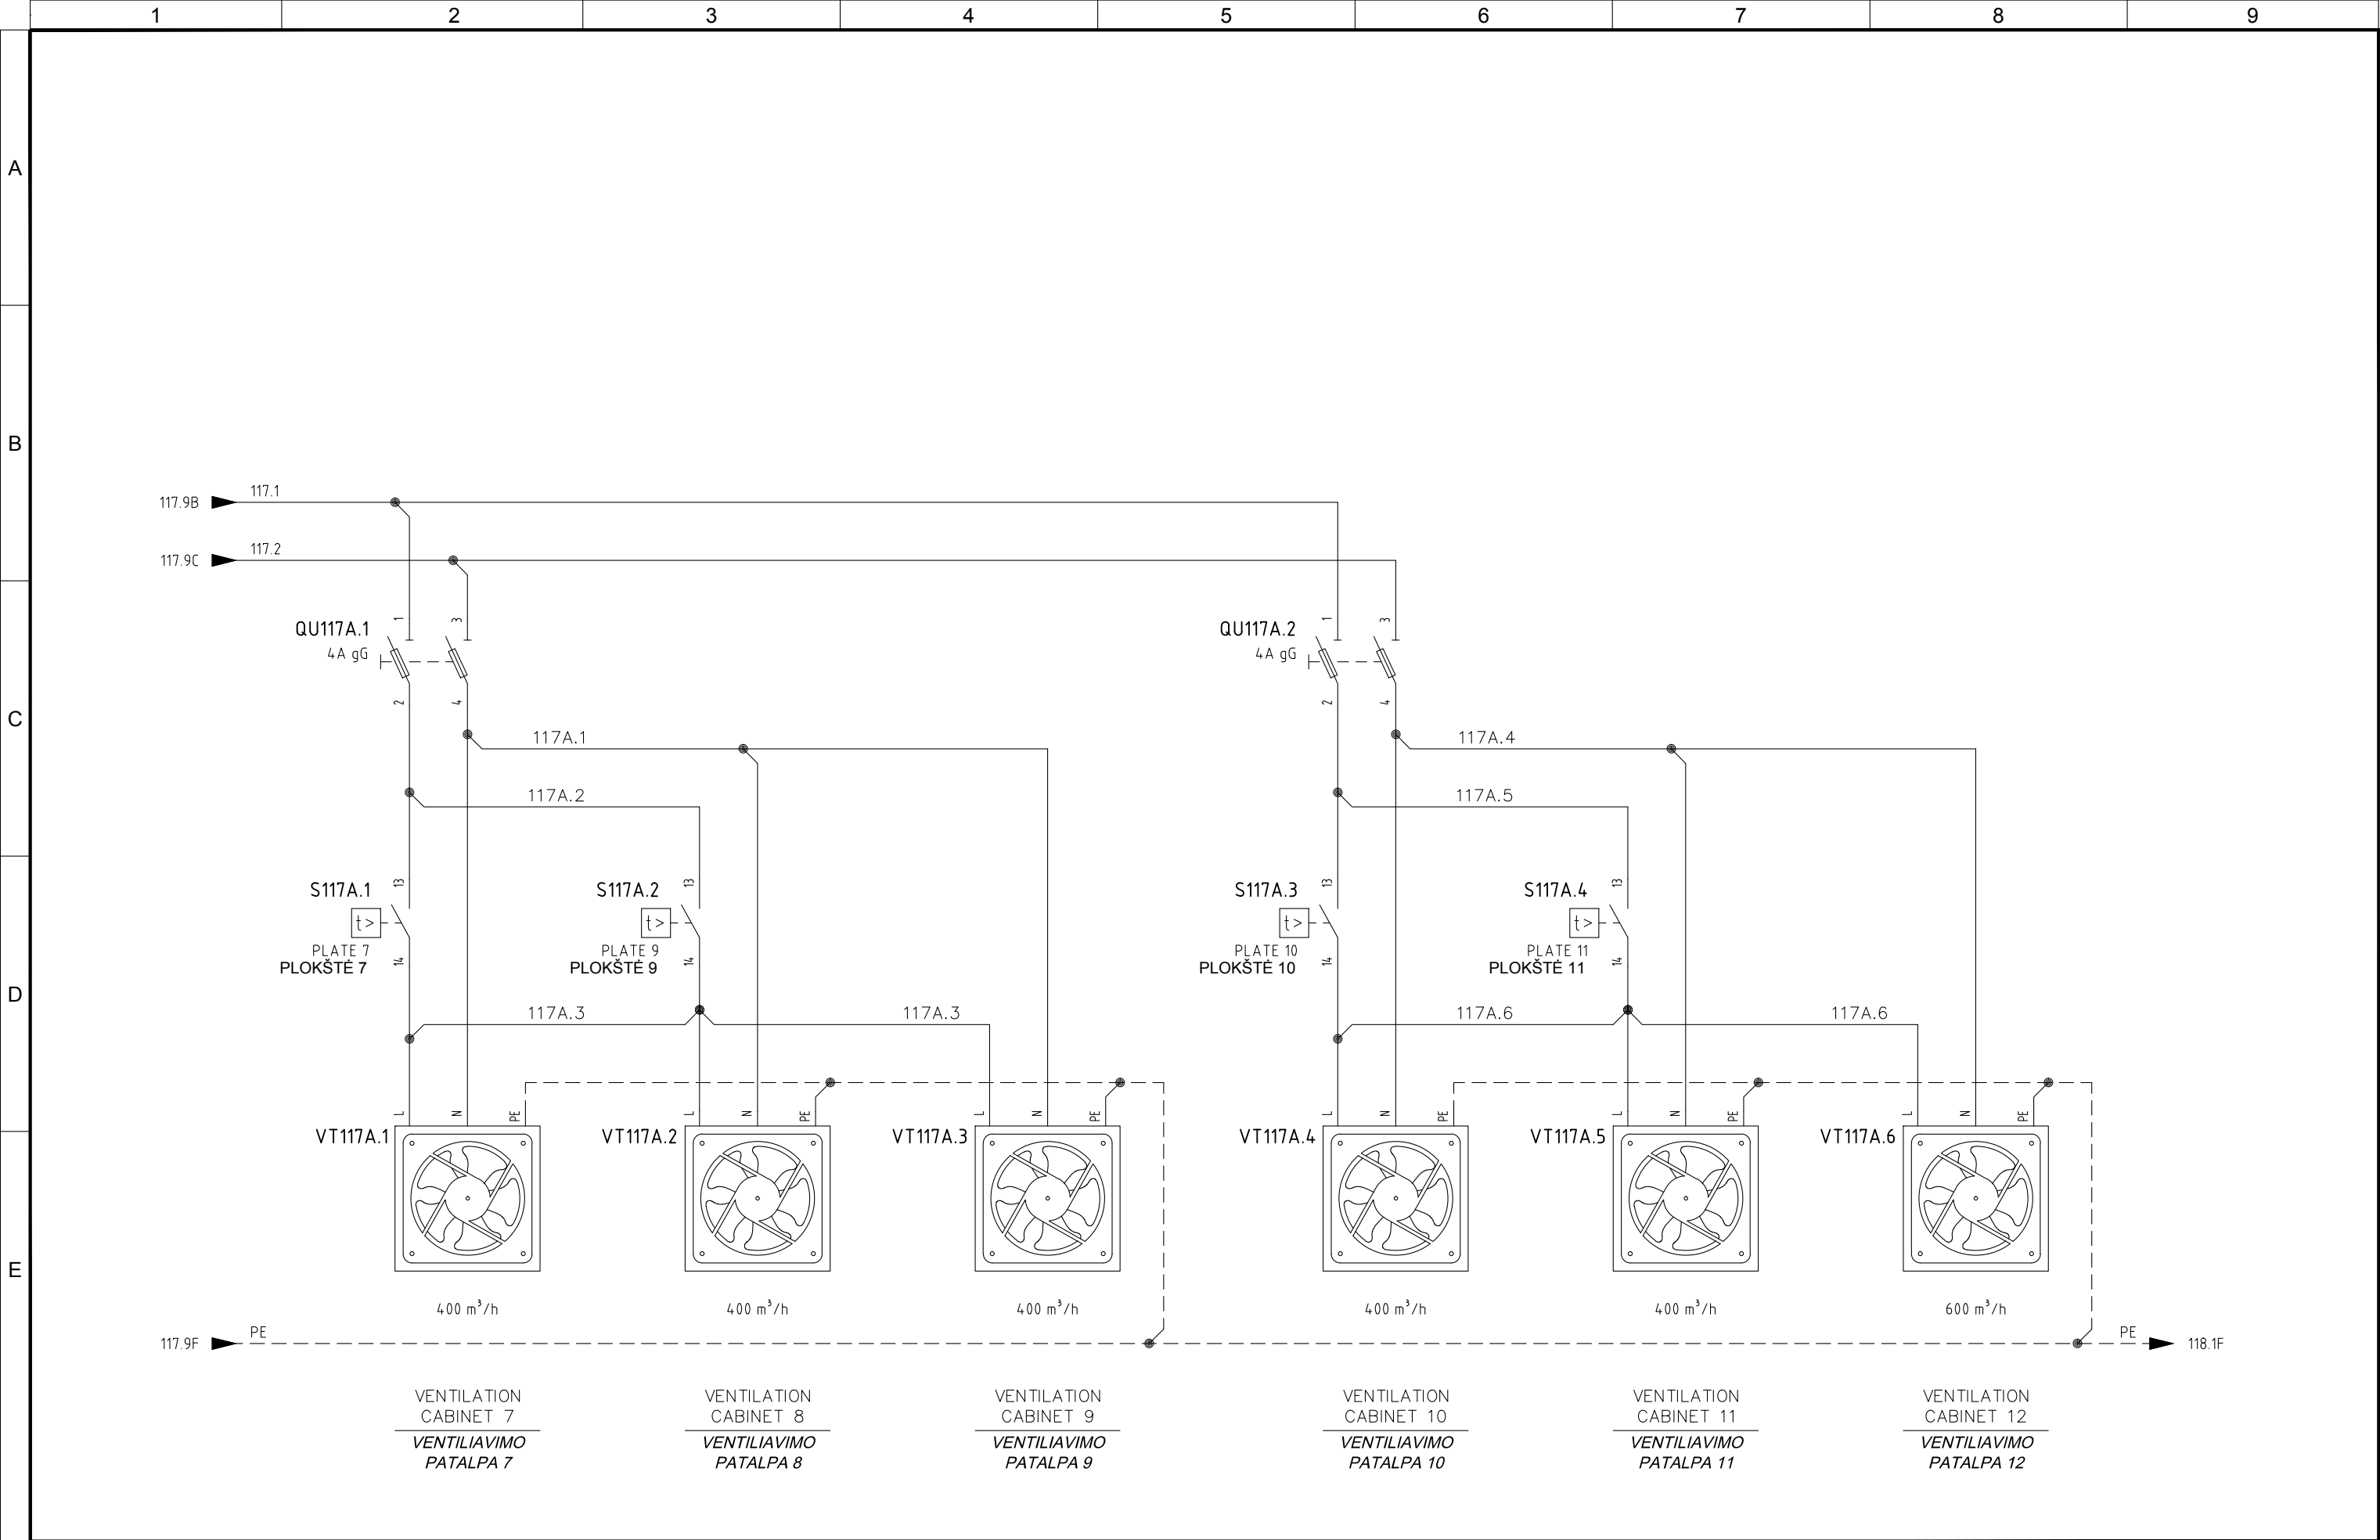 1 2 3 4 5 6 7 8 9
A
B
117.9B 117.1
117.9C 117.2
1 3 1 3
QU117A.1 QU117A.2
4A gG 4A gG
2 4 2 4
C
117A.1 117A.4
117A.2 117A.5
S117A.1 13 S117A.2 13 S117A.3 13 S117A.4 13
t> t> t> t>
PLATE 7 PLATE 9 PLATE 10 PLATE 11
14 14 14 14
PLOKŠTĖ 7 PLOKŠTĖ 9 PLOKŠTĖ 10 PLOKŠTĖ 11
D
117A.3 117A.3 117A.6 117A.6
L N PE L N PE L N PE L N PE L N PE L N PE
VT117A.1 VT117A.2 VT117A.3 VT117A.4 VT117A.5 VT117A.6
E
400 m³/h 400 m³/h 400 m³/h 400 m³/h 400 m³/h 600 m³/h
117.9F PE PE 118.1F
VENTILATION VENTILATION VENTILATION VENTILATION VENTILATION VENTILATION
CABINET 7 CABINET 8 CABINET 9 CABINET 10 CABINET 11 CABINET 12
VENTILIAVIMO VENTILIAVIMO VENTILIAVIMO VENTILIAVIMO VENTILIAVIMO VENTILIAVIMO
PATALPA 7 PATALPA 8 PATALPA 9 PATALPA 10 PATALPA 11 PATALPA 12